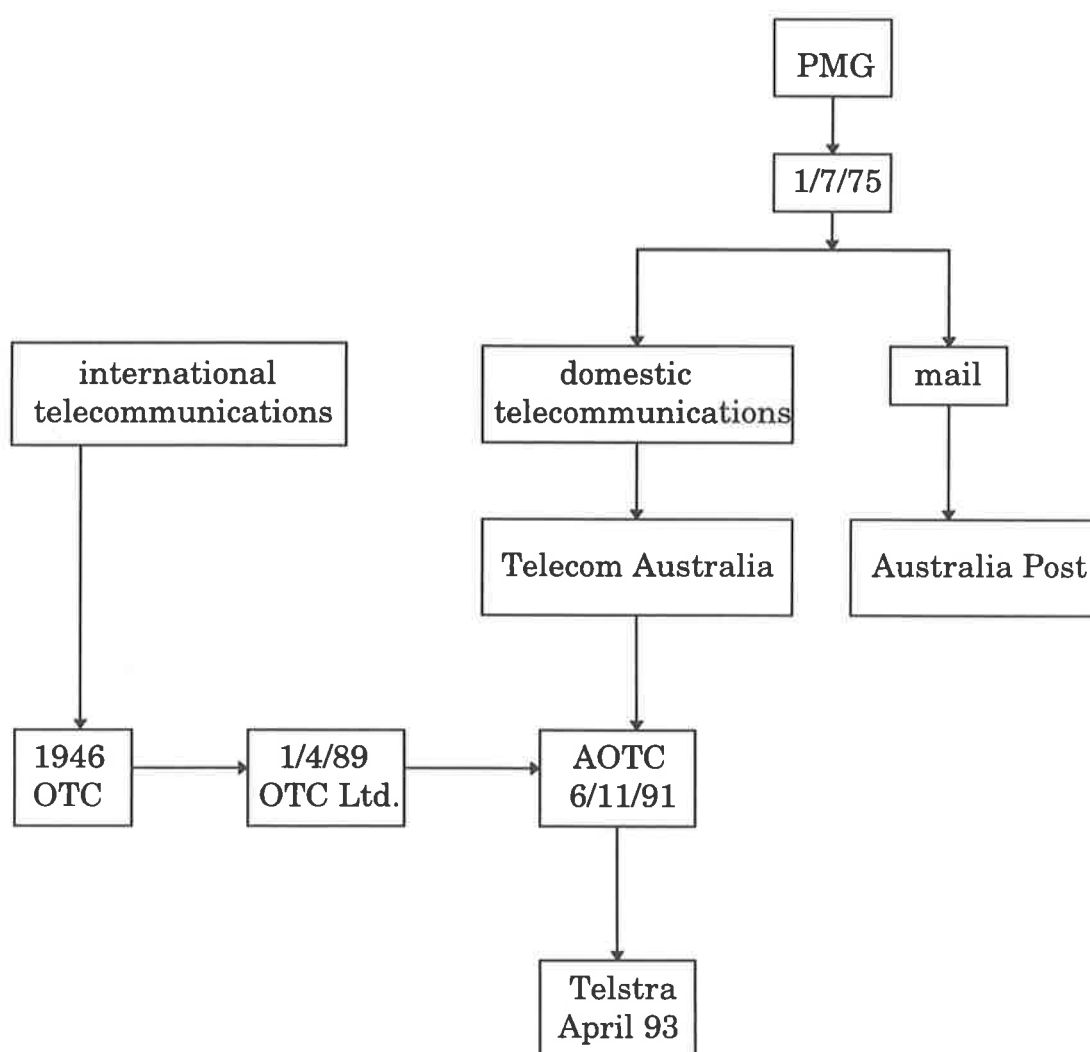 PMG
1/7/75
international
telecommunications
domestic
telecommunications
mail
Telecom Australia
Australia Post
1946
OTC
1/4/89
OTC Ltd.
AOTC
6/11/91
Telstra
April 93